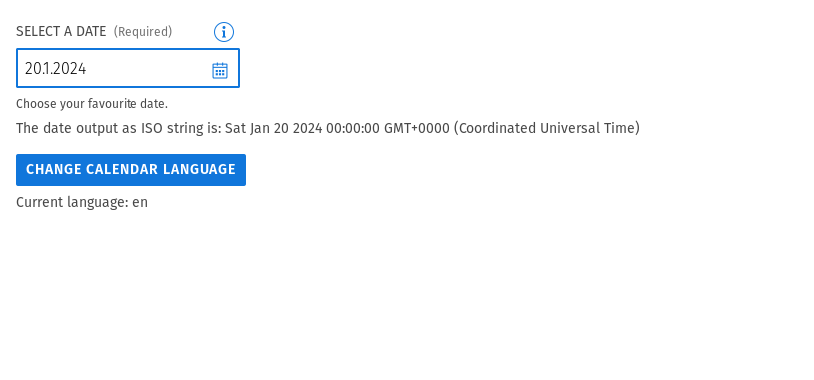 SELECT A DATE (Required)
20.1.2024
Choose your favourite date.
The date output as ISO string is: Sat Jan 20 2024 00:00:00 GMT+0000 (Coordinated Universal Time)
CHANGE CALENDAR LANGUAGE
Current language: en